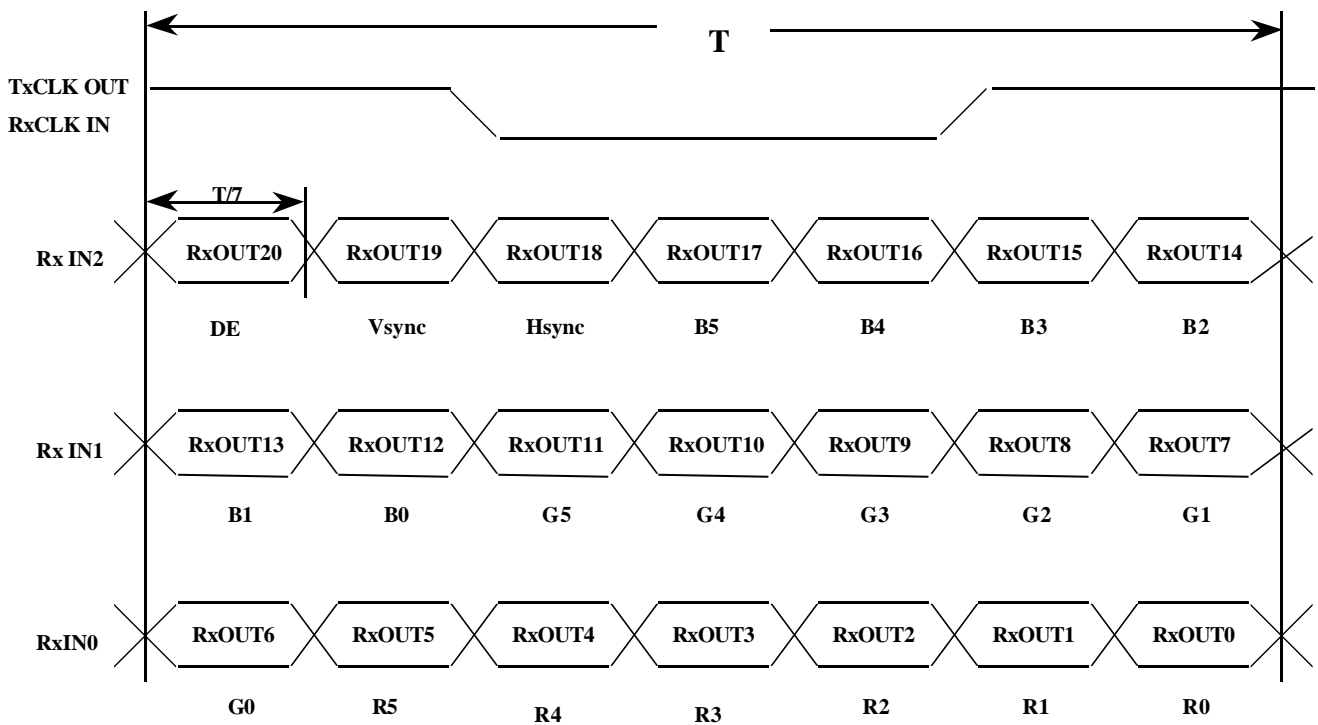 T
TxCLK OUT
RxCLK IN
T/7
Rx IN2 RxOUT20 RxOUT19 RxOUT18 RxOUT17 RxOUT16 RxOUT15 RxOUT14
DE Vsync Hsync B5 B4 B3 B2
Rx IN1 RxOUT13 RxOUT12 RxOUT11 RxOUT10 RxOUT9 RxOUT8 RxOUT7
B1 B0 G5 G4 G3 G2 G1
RxIN0 RxOUT6 RxOUT5 RxOUT4 RxOUT3 RxOUT2 RxOUT1 RxOUT0
G0 R5 R4 R3 R2 R1 R0